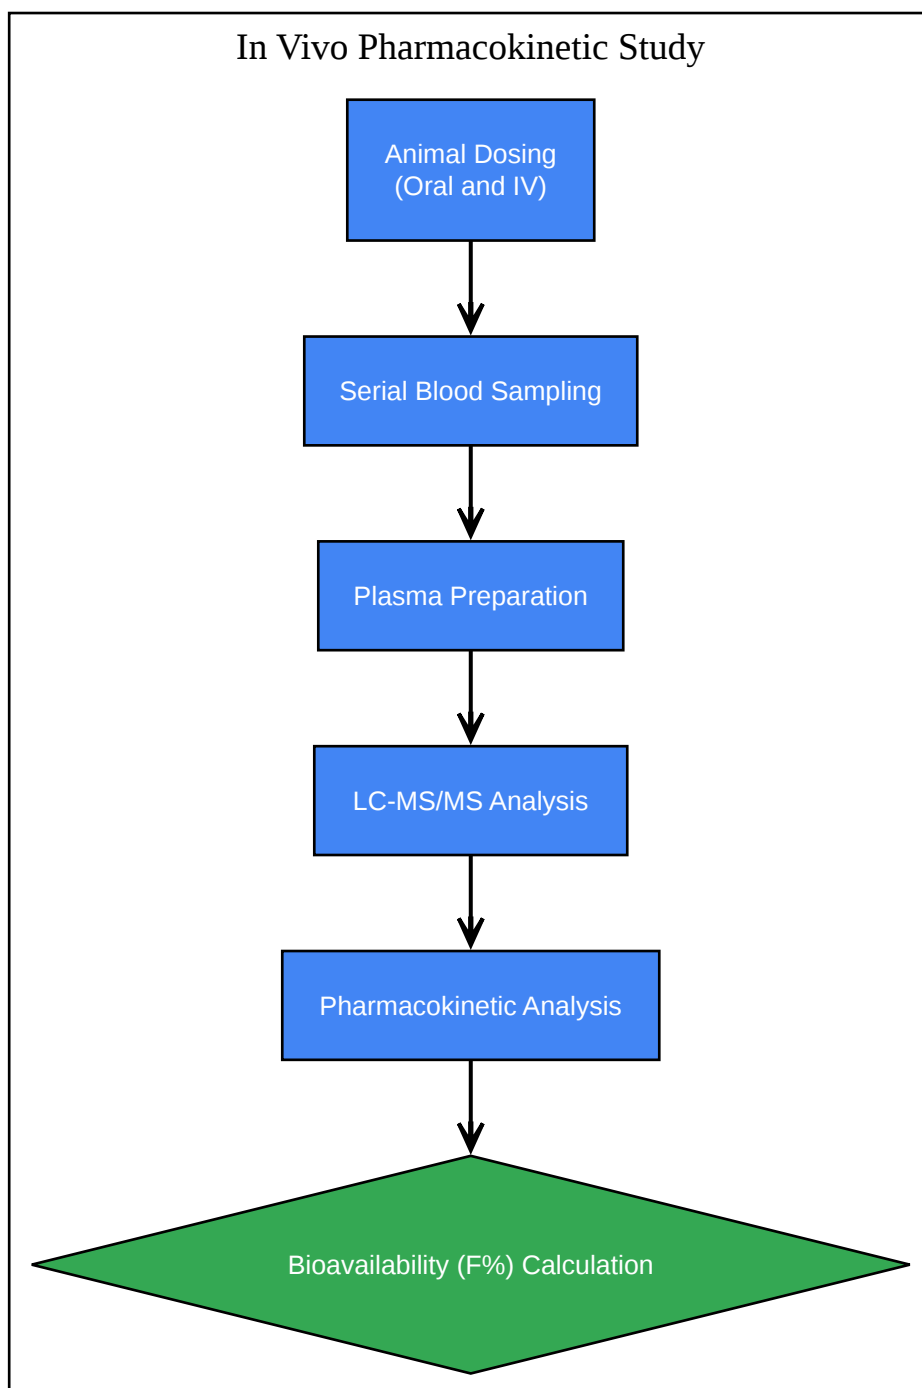 In Vivo Pharmacokinetic Study
Animal Dosing
(Oral and IV)
Serial Blood Sampling
Plasma Preparation
LC-MS/MS Analysis
Pharmacokinetic Analysis
Bioavailability (F%) Calculation